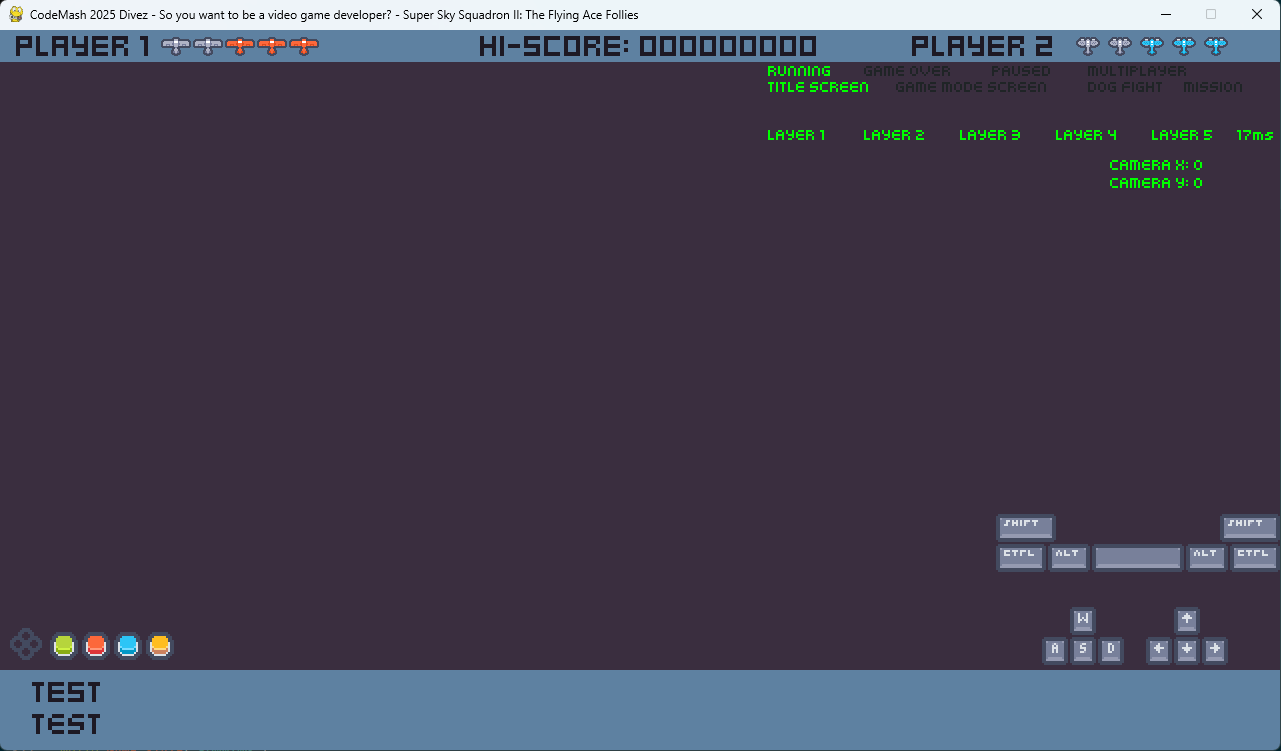 CodeMash 2025 Divez - So you want to be a video game developer? - Super Sky Squadron II: The Flying Ace Follies
PLAYER 1 HI-SCORE: 000000000 PLAYER 2
RUNNING GAME OVER PAUSED MULTIPLAYER
TITLE SCREEN GAME MODE SCREEN DOG FIGHT MISSION
LAYER 1 LAYER 2 LAYER 3 LAYER 4 LAYER 5 17ms
CAMERA X: 0
CAMERA Y: 0
SHIFT SHIFT
CTRL ALT ALT CTRL
W
A S D
TEST
TEST